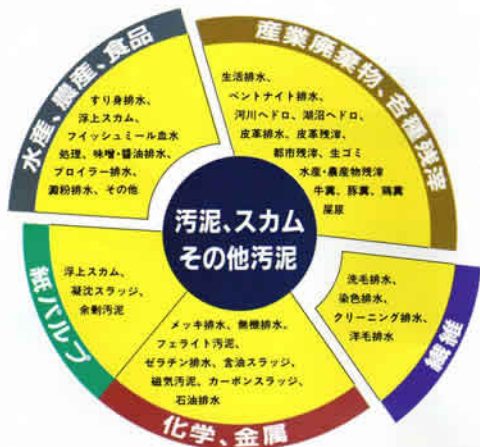 水産、農産、食品
すり身排水、
浮上スカム、
フイッシュミール血水
処理、味噌・醤油排水、
ブロイラー排水、
澱粉排水、その他
産業廃棄物、各種残滓
生活排水、
ベントナイト排水、
河川ヘドロ、湖沼ヘドロ、
皮革排水、皮革残滓、
都市残滓、生ゴミ
水産・農産物残滓
牛糞、豚糞、鶏糞
屎尿
汚泥、スカム
その他汚泥
紙パルプ
浮上スカム、
凝沈スラッジ、
余剰汚泥
化学、金属
メッキ排水、無機排水、
フェライト汚泥、
ゼラチン排水、含油スラッジ、
磁気汚泥、カーボンスラッジ、
石油排水
繊維
洗毛排水、
染色排水、
クリーニング排水、
洋毛排水